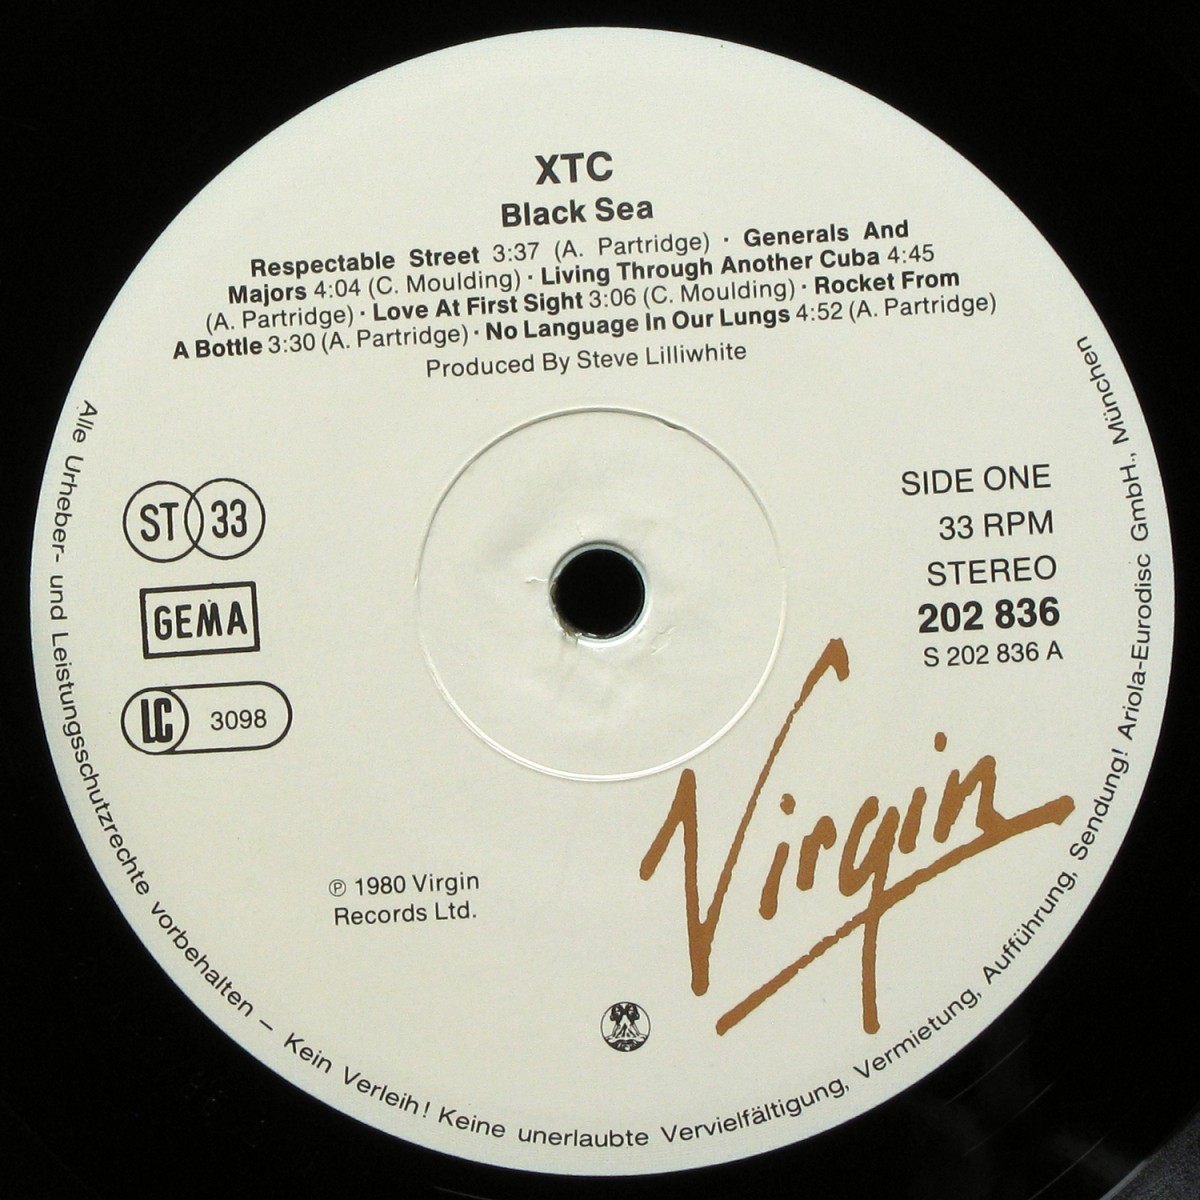 XTC
Black Sea
Respectable Street 3:37 (A. Partridge) · Generals And
Majors 4:04 (C. Moulding) · Living Through Another Cuba 4:45
(A. Partridge) · Love At First Sight 3:06 (C. Moulding) · Rocket From
A Bottle 3:30 (A. Partridge) · No Language In Our Lungs 4:52 (A. Partridge)
Produced By Steve Lilliwhite
ST 33
GEMA
LC 3098
SIDE ONE
33 RPM
STEREO
202 836
S 202 836 A
Virgin
℗ 1980 Virgin
Records Ltd.
Alle Urheber- und Leistungsschutzrechte vorbehalten – Kein Verleih! Keine unerlaubte Vervielfältigung, Vermietung, Aufführung, Sendung! Ariola-Eurodisc GmbH., München